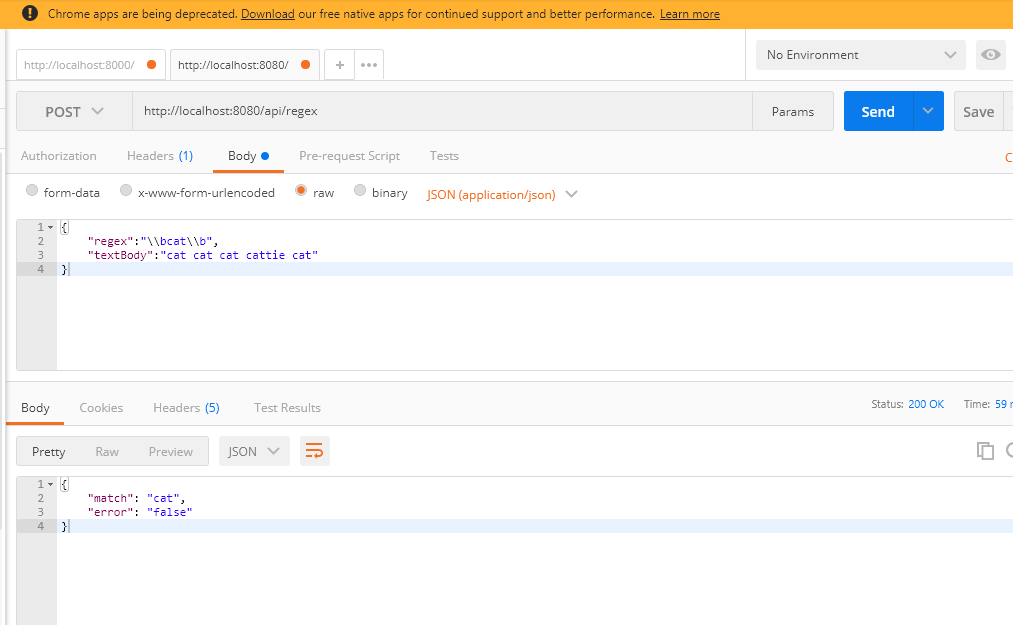 Chrome apps are being deprecated. Download our free native apps for continued support and better performance. Learn more
http://localhost:8000/ http://localhost:8080/ + ••• No Environment
POST http://localhost:8080/api/regex Params Send Save
Authorization Headers (1) Body Pre-request Script Tests
form-data x-www-form-urlencoded raw binary JSON (application/json)
1 {
2 "regex":"\\bcat\\b",
3 "textBody":"cat cat cat cattie cat"
4 }
Body Cookies Headers (5) Test Results Status: 200 OK Time: 59
Pretty Raw Preview JSON
1 {
2 "match": "cat",
3 "error": "false"
4 }